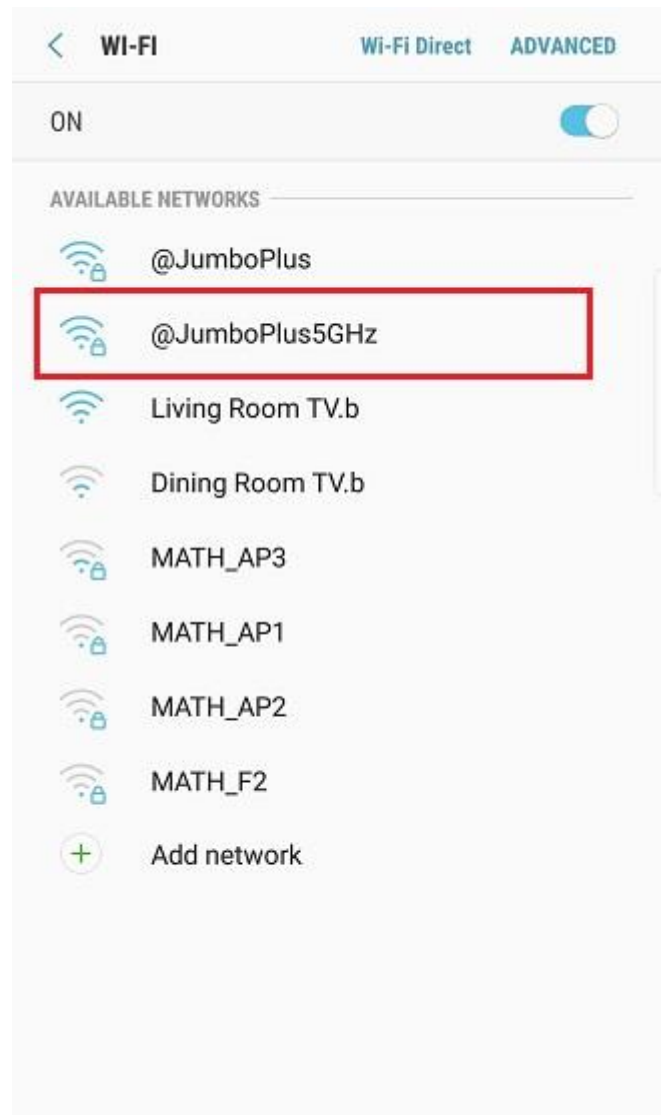 WI-FI Wi-Fi Direct ADVANCED
ON
AVAILABLE NETWORKS
@JumboPlus
@JumboPlus5GHz
Living Room TV.b
Dining Room TV.b
MATH_AP3
MATH_AP1
MATH_AP2
MATH_F2
Add network